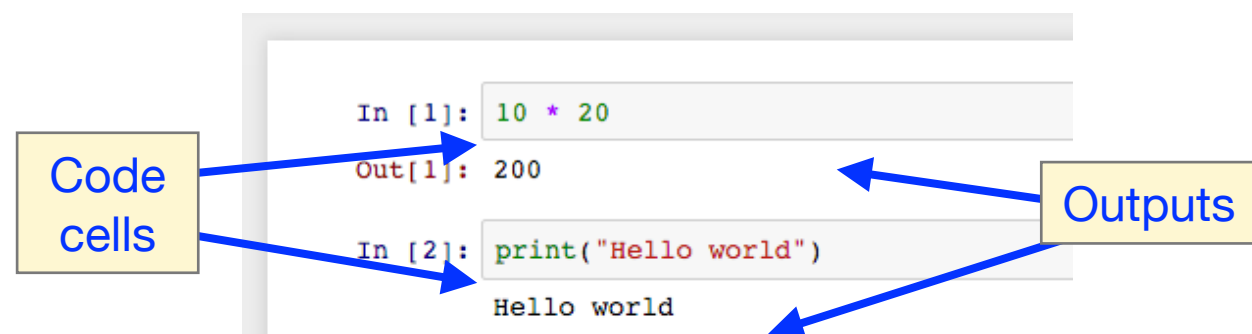 In [1]: 10 * 20
Out[1]: 200
Code
cells
Outputs
In [2]: print("Hello world")
Hello world